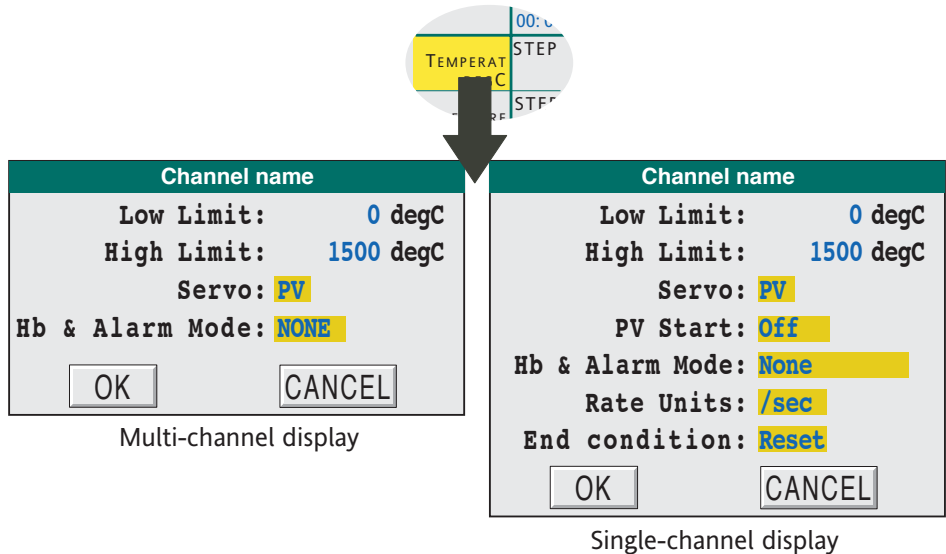 00: 0
STEP
TEMPERAT
C
STEP
RE
Channel name
Low Limit: 0 degC
High Limit: 1500 degC
Servo: PV
Hb & Alarm Mode: NONE
OK CANCEL
Multi-channel display
Channel name
Low Limit: 0 degC
High Limit: 1500 degC
Servo: PV
PV Start: Off
Hb & Alarm Mode: None
Rate Units: /sec
End condition: Reset
OK CANCEL
Single-channel display